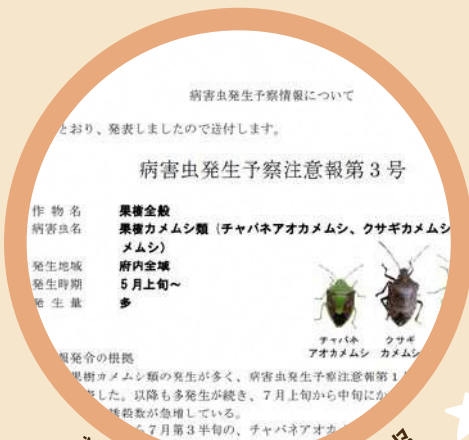 病害虫発生予察情報について
とおり、発表しましたので送付します。
病害虫発生予察注意報第3号
作物名 果樹全般
病害虫名 果樹カメムシ類(チャバネアオカメムシ、クサギカメムシ
メムシ)
発生地域 府内全域
発生時期 5月上旬~
発生量 多
チャバネ
アオカメムシ
クサギ
カメムシ
発令の根拠
果樹カメムシ類の発生が多く、病害虫発生予察注意報第1
した。以降も多発生が続き、7月上旬から中旬にか
誘殺数が急増している。
7月第3半旬の、チャバネアオカ